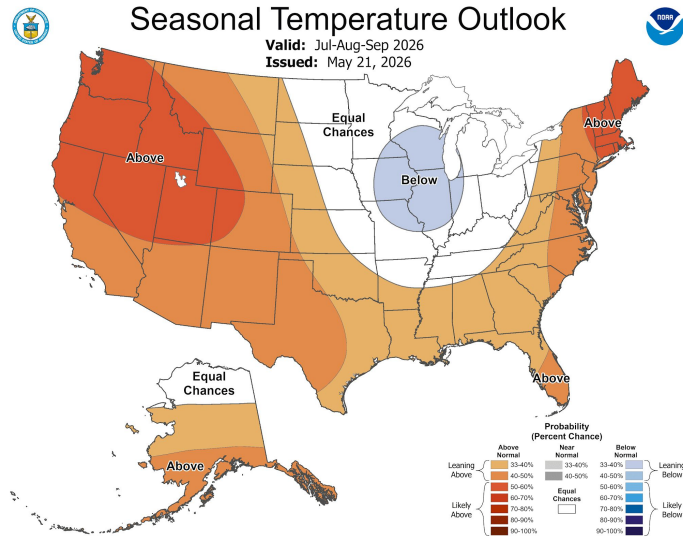 Seasonal Temperature Outlook
Valid: Jul-Aug-Sep 2026
Issued: May 21, 2026
NOAA
Equal
Chances
Above
Above
Below
Above
Equal
Chances
Above
Probability
(Percent Chance)
Above
Normal
Near
Normal
Below
Normal
Leaning
Above
33-40%
40-50%
Likely
Above
50-60%
60-70%
70-80%
80-90%
90-100%
33-40%
40-50%
Equal
Chances
33-40%
40-50%
Leaning
Below
50-60%
60-70%
70-80%
80-90%
90-100%
Likely
Below